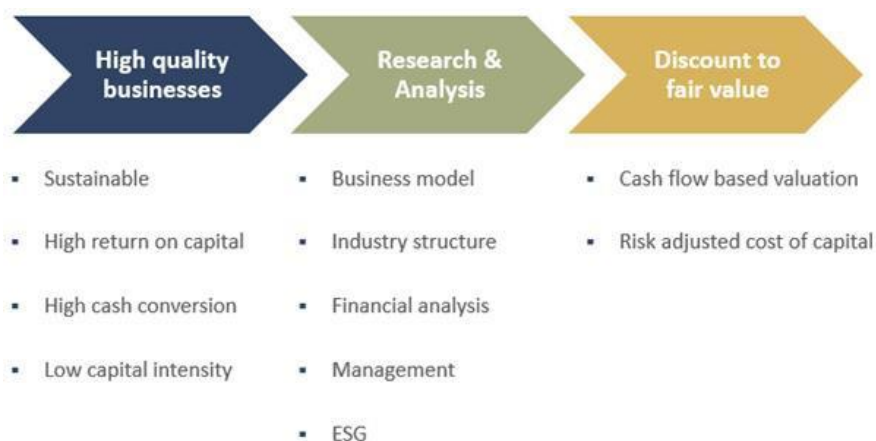 High quality
businesses
Research &
Analysis
Discount to
fair value
▪ Sustainable
▪ High return on capital
▪ High cash conversion
▪ Low capital intensity
▪ Business model
▪ Industry structure
▪ Financial analysis
▪ Management
▪ ESG
▪ Cash flow based valuation
▪ Risk adjusted cost of capital